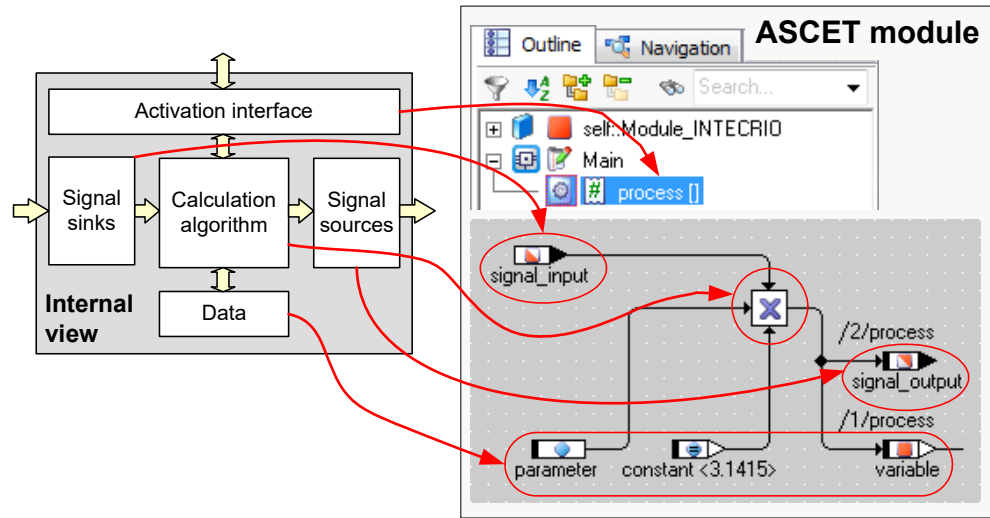 Activation interface
Signal
sinks
Calculation
algorithm
Signal
sources
Internal
view
Data
ASCET module
Outline
Navigation
Search...
self::Module_INTECRIO
Main
process []
signal_input
/2/process
signal_output
/1/process
parameter
constant <3.1415>
variable